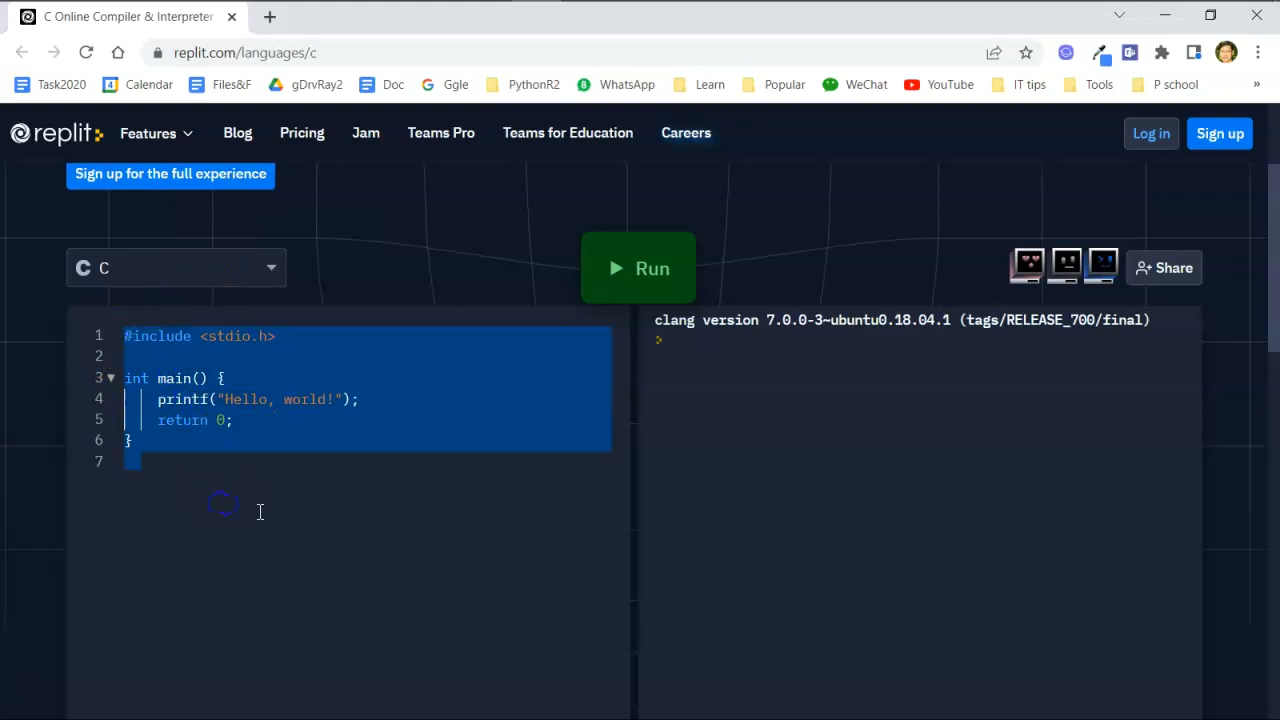 C Online Compiler & Interpreter
replit.com/languages/c
Task2020 Calendar Files&F gDrvRay2 Doc Ggle PythonR2 WhatsApp Learn Popular WeChat YouTube IT tips Tools P school »
replit Features Blog Pricing Jam Teams Pro Teams for Education Careers Log in Sign up
Sign up for the full experience
C C Run Share
1 #include <stdio.h>
2
3 int main() {
4 printf("Hello, world!");
5 return 0;
6 }
7
clang version 7.0.0-3~ubuntu0.18.04.1 (tags/RELEASE_700/final)
>